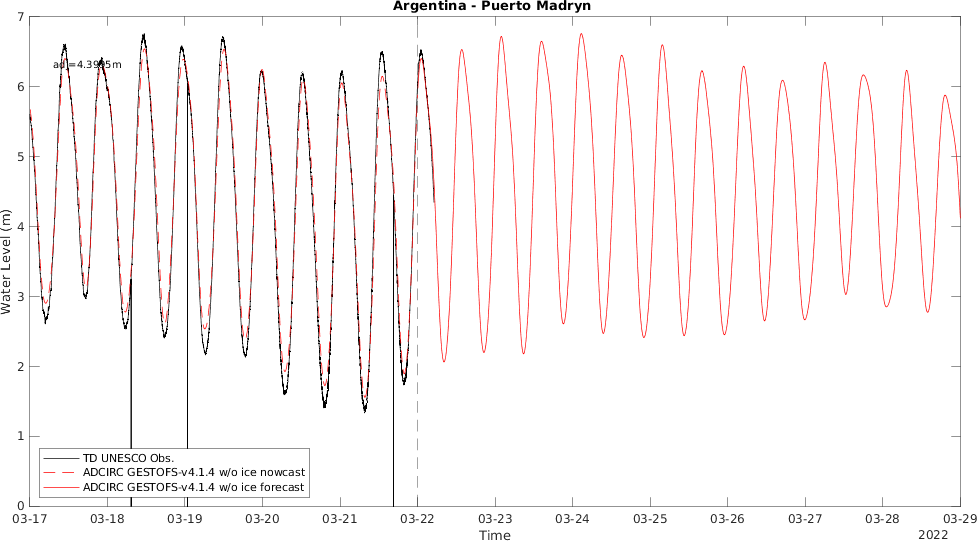 Argentina - Puerto Madryn
7
6
5
4
3
2
1
0
Water Level (m)
ad =4.3995m
TD UNESCO Obs.
ADCIRC GESTOFS-v4.1.4 w/o ice nowcast
ADCIRC GESTOFS-v4.1.4 w/o ice forecast
03-17 03-18 03-19 03-20 03-21 03-22 03-23 03-24 03-25 03-26 03-27 03-28 03-29
Time
2022